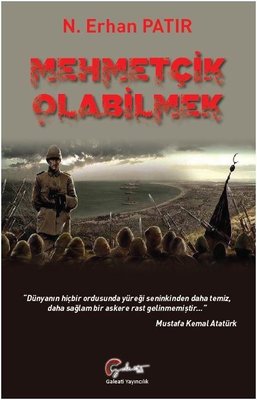 N. Erhan PATIR
MEHMETÇİK
OLABİLMEK
“Dünyanın hiçbir ordusunda yüreği seninkinden daha temiz,
daha sağlam bir askere rast gelinmemiştir...”
Mustafa Kemal Atatürk
Galeati
Galeati Yayıncılık